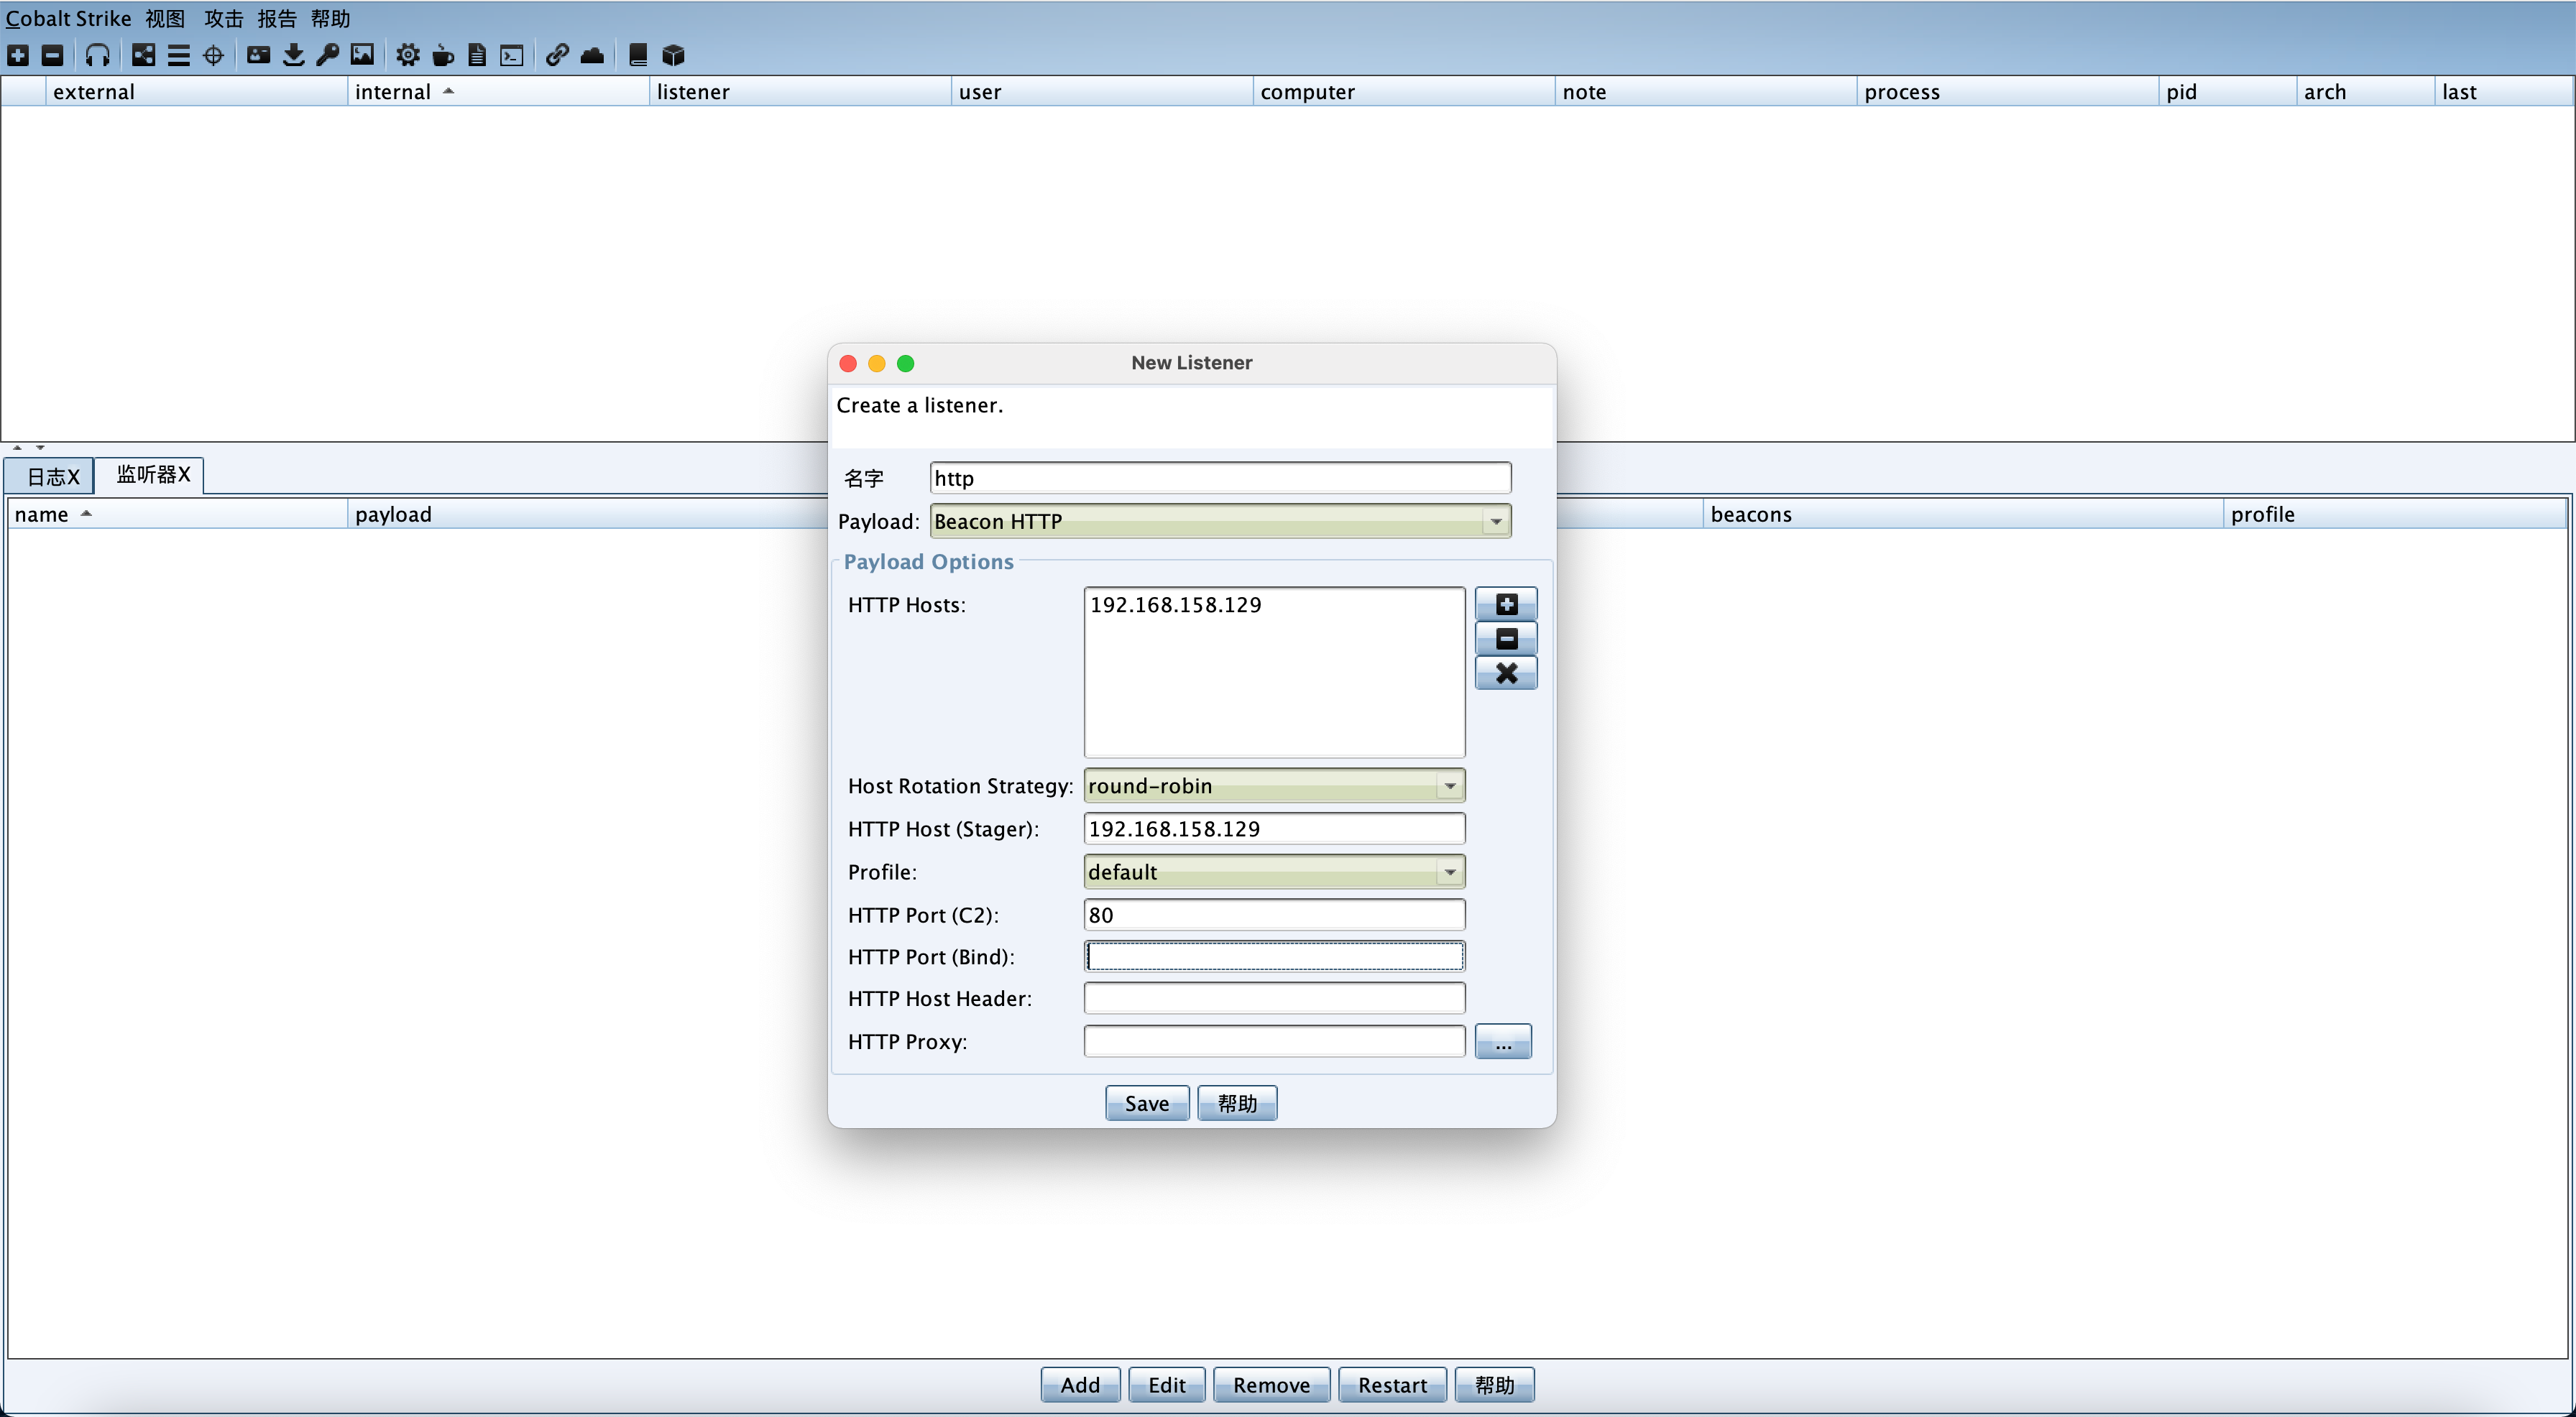 Cobalt Strike 视图 攻击 报告 帮助
external internal listener user computer note process pid arch last
New Listener
Create a listener.
日志X 监听器X
名字 http
name payload beacons profile
Payload: Beacon HTTP
Payload Options
HTTP Hosts: 192.168.158.129
Host Rotation Strategy: round-robin
HTTP Host (Stager): 192.168.158.129
Profile: default
HTTP Port (C2): 80
HTTP Port (Bind):
HTTP Host Header:
HTTP Proxy: ...
Save 帮助
Add Edit Remove Restart 帮助